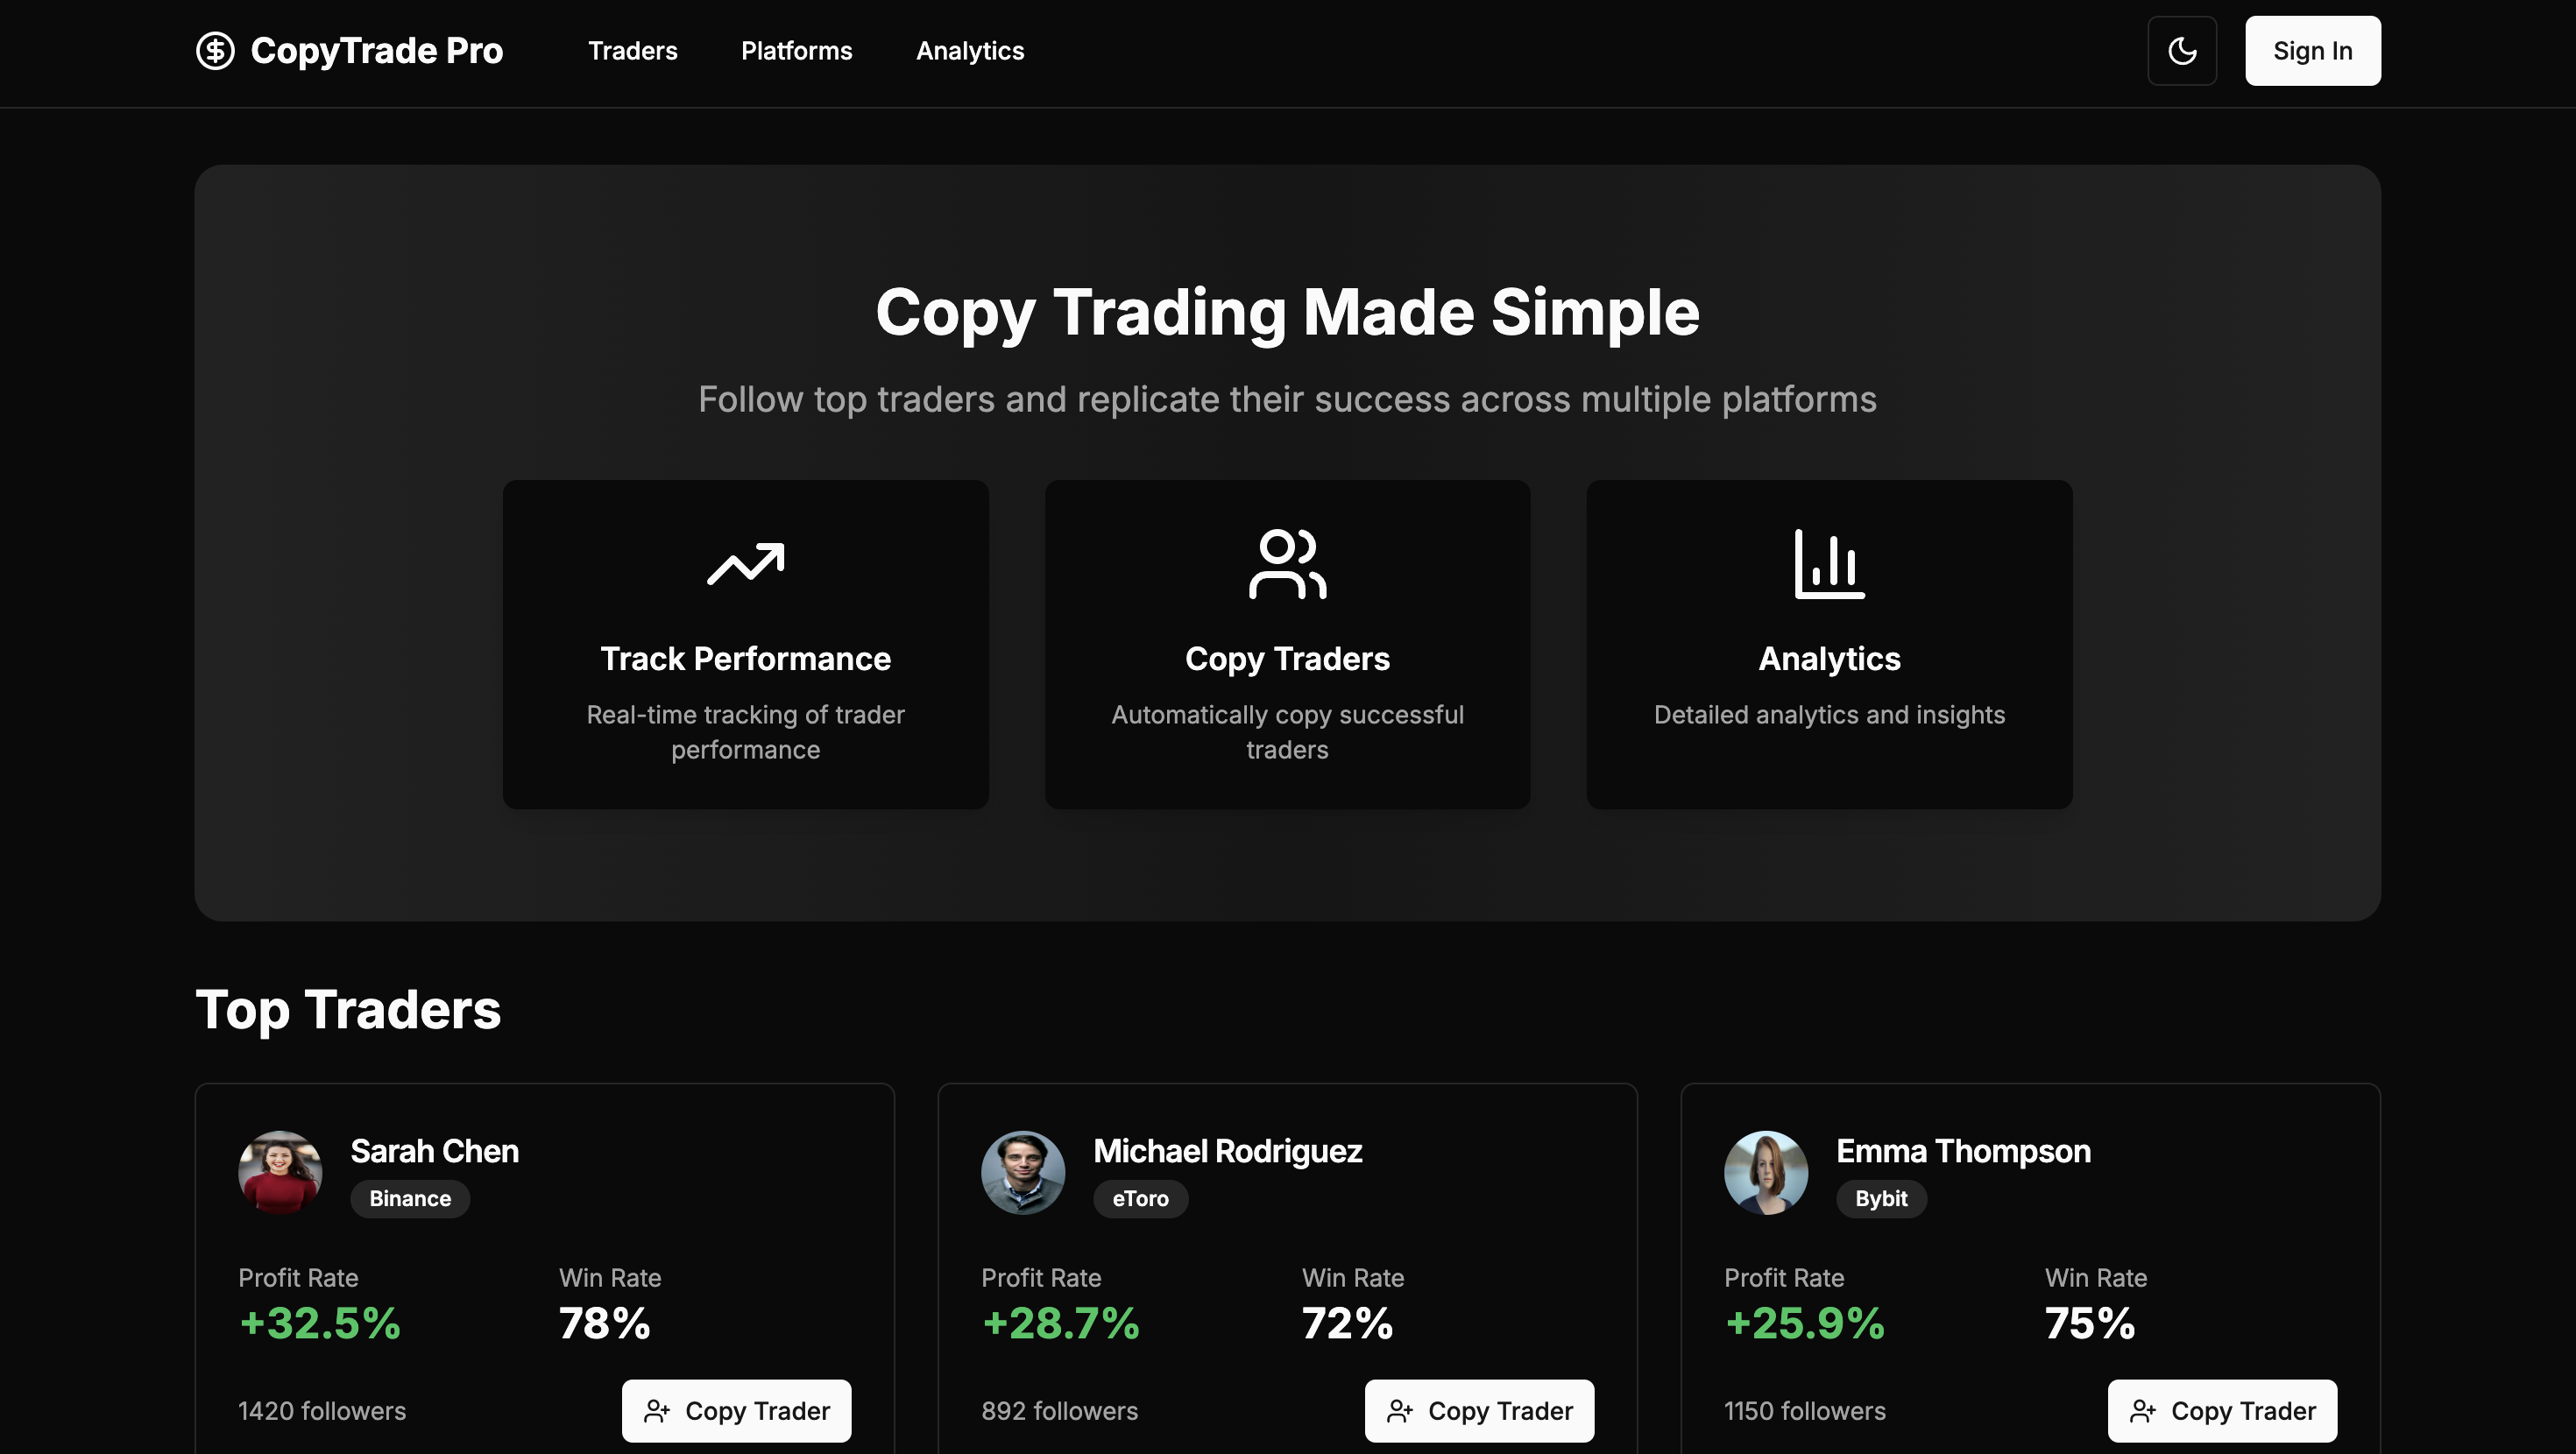 CopyTrade Pro
Traders
Platforms
Analytics
Sign In
Copy Trading Made Simple
Follow top traders and replicate their success across multiple platforms
Track Performance
Real-time tracking of trader
performance
Copy Traders
Automatically copy successful
traders
Analytics
Detailed analytics and insights
Top Traders
Sarah Chen
Binance
Profit Rate
Win Rate
+32.5%
78%
1420 followers
Copy Trader
Michael Rodriguez
eToro
Profit Rate
Win Rate
+28.7%
72%
892 followers
Copy Trader
Emma Thompson
Bybit
Profit Rate
Win Rate
+25.9%
75%
1150 followers
Copy Trader